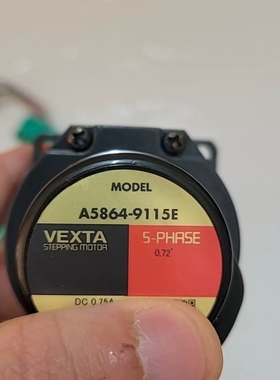 MODEL
A5864-9115E
VEXTA
STEPPING MOTOR
5-PHASE
0.72°
DC 0.75A